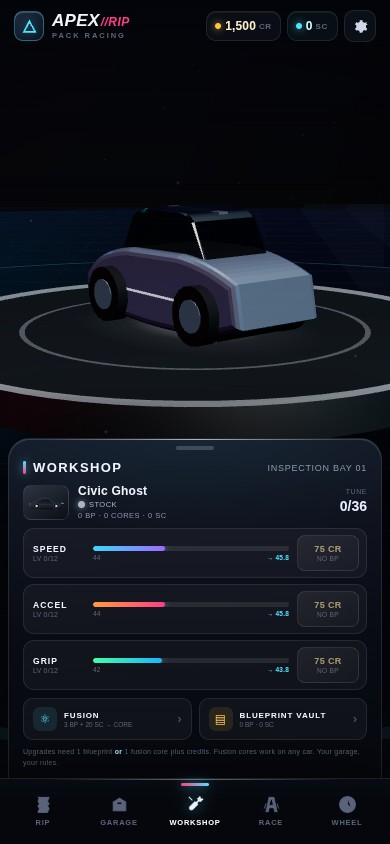 APEX//RIP
PACK RACING
1,500 CR
0 SC
WORKSHOP
INSPECTION BAY 01
Civic Ghost
STOCK
0 BP · 0 CORES · 0 SC
TUNE
0/36
SPEED
LV 0/12
44
→ 45.8
75 CR
NO BP
ACCEL
LV 0/12
44
→ 45.8
75 CR
NO BP
GRIP
LV 0/12
42
→ 43.8
75 CR
NO BP
FUSION
3 BP + 20 SC → CORE
BLUEPRINT VAULT
0 BP · 0 SC
Upgrades need 1 blueprint or 1 fusion core plus credits. Fusion cores work on any car. Your garage,
your rules.
RIP
GARAGE
WORKSHOP
RACE
WHEEL